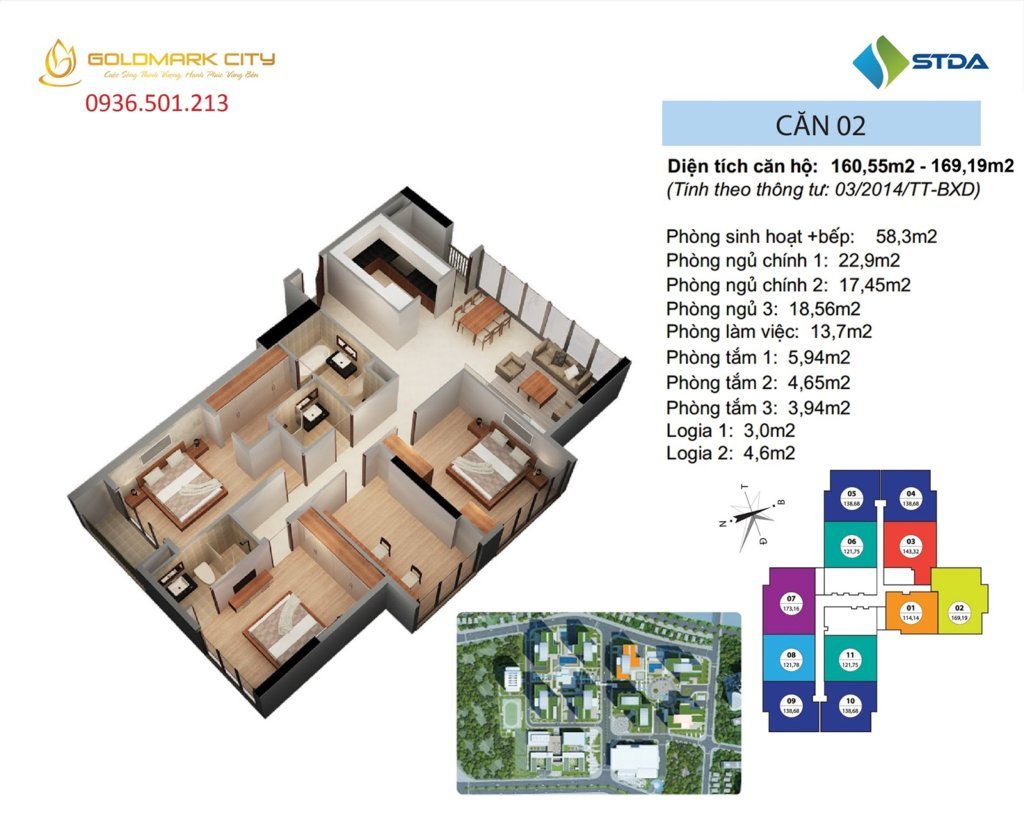 GOLDMARK CITY
Cuộc Sống Thịnh Vượng, Hạnh Phúc Vững Bền
0936.501.213
STDA
CĂN 02
Diện tích căn hộ: 160,55m2 - 169,19m2
(Tính theo thông tư: 03/2014/TT-BXD)
Phòng sinh hoạt +bếp: 58,3m2
Phòng ngủ chính 1: 22,9m2
Phòng ngủ chính 2: 17,45m2
Phòng ngủ 3: 18,56m2
Phòng làm việc: 13,7m2
Phòng tắm 1: 5,94m2
Phòng tắm 2: 4,65m2
Phòng tắm 3: 3,94m2
Logia 1: 3,0m2
Logia 2: 4,6m2
T
B
N
Đ
05
138,68
04
138,68
06
121,75
03
143,32
07
173,16
01
114,14
02
169,19
08
121,78
11
121,75
09
138,68
10
138,68